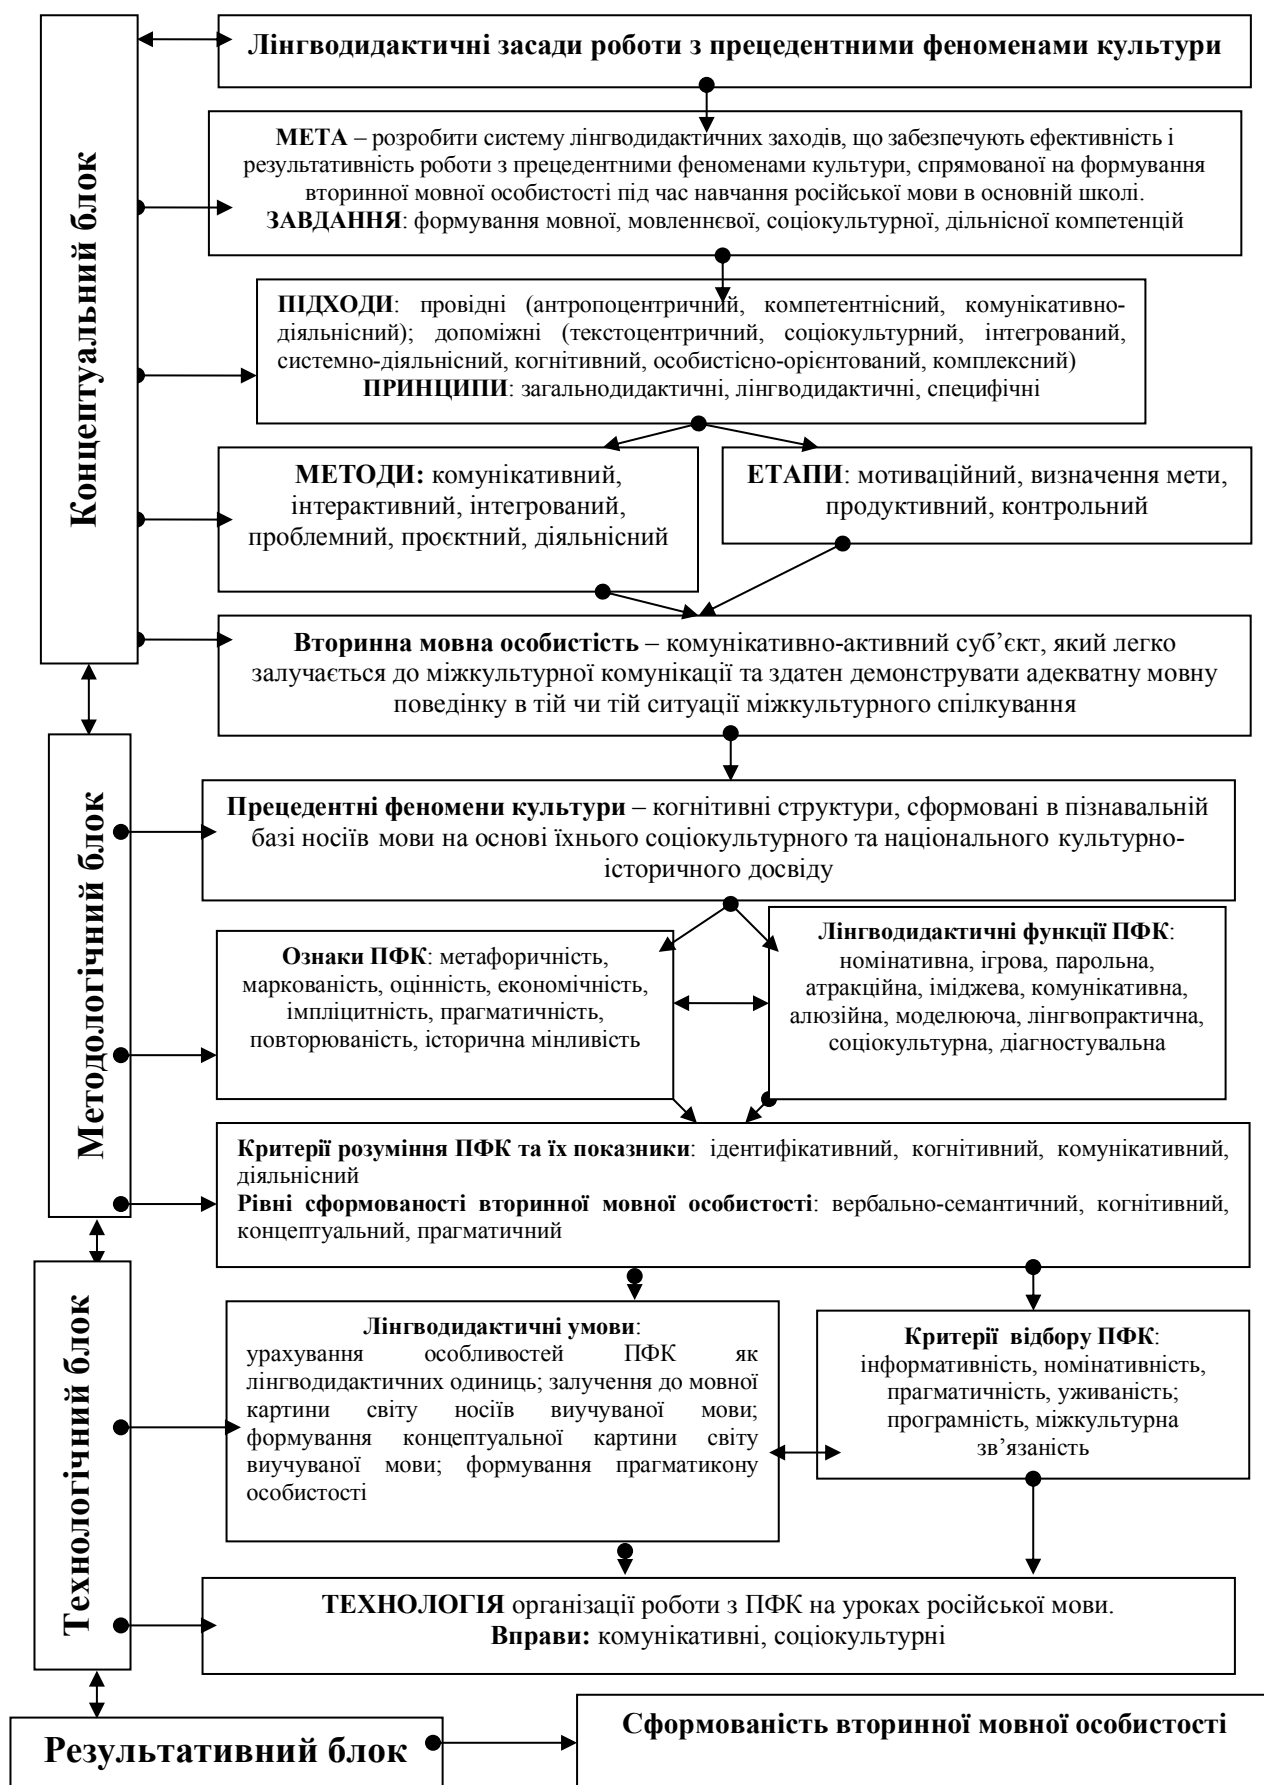 Концептуальний блок
Лінгводидактичні засади роботи з прецедентними феноменами культури
МЕТА – розробити систему лінгводидактичних заходів, що забезпечують ефективність і
результативність роботи з прецедентними феноменами культури, спрямованої на формування
вторинної мовної особистості під час навчання російської мови в основній школі.
ЗАВДАННЯ: формування мовної, мовленнєвої, соціокультурної, дільнісної компетенцій
ПІДХОДИ: провідні (антропоцентричний, компетентнісний, комунікативно-
діяльнісний); допоміжні (текстоцентричний, соціокультурний, інтегрований,
системно-діяльнісний, когнітивний, особистісно-орієнтований, комплексний)
ПРИНЦИПИ: загальнодидактичні, лінгводидактичні, специфічні
МЕТОДИ: комунікативний,
інтерактивний, інтегрований,
проблемний, проєктний, діяльнісний
ЕТАПИ: мотиваційний, визначення мети,
продуктивний, контрольний
Вторинна мовна особистість – комунікативно-активний суб’єкт, який легко
залучається до міжкультурної комунікації та здатен демонструвати адекватну мовну
поведінку в тій чи тій ситуації міжкультурного спілкування
Методологічний блок
Прецедентні феномени культури – когнітивні структури, сформовані в пізнавальній
базі носіїв мови на основі їхнього соціокультурного та національного культурно-
історичного досвіду
Ознаки ПФК: метафоричність,
маркованість, оцінність, економічність,
імпліцитність, прагматичність,
повторюваність, історична мінливість
Лінгводидактичні функції ПФК:
номінативна, ігрова, парольна,
атракційна, іміджева, комунікативна,
алюзійна, моделююча, лінгвопрактична,
соціокультурна, діагностувальна
Критерії розуміння ПФК та їх показники: ідентифікативний, когнітивний, комунікативний,
діяльнісний
Рівні сформованості вторинної мовної особистості: вербально-семантичний, когнітивний,
концептуальний, прагматичний
Технологічний блок
Лінгводидактичні умови:
урахування особливостей ПФК як
лінгводидактичних одиниць; залучення до мовної
картини світу носіїв виучуваної мови;
формування концептуальної картини світу
виучуваної мови; формування прагматикону
особистості
Критерії відбору ПФК:
інформативність, номінативність,
прагматичність, уживаність;
програмність, міжкультурна
зв’язаність
ТЕХНОЛОГІЯ організації роботи з ПФК на уроках російської мови.
Вправи: комунікативні, соціокультурні
Результативний блок
Сформованість вторинної мовної особистості